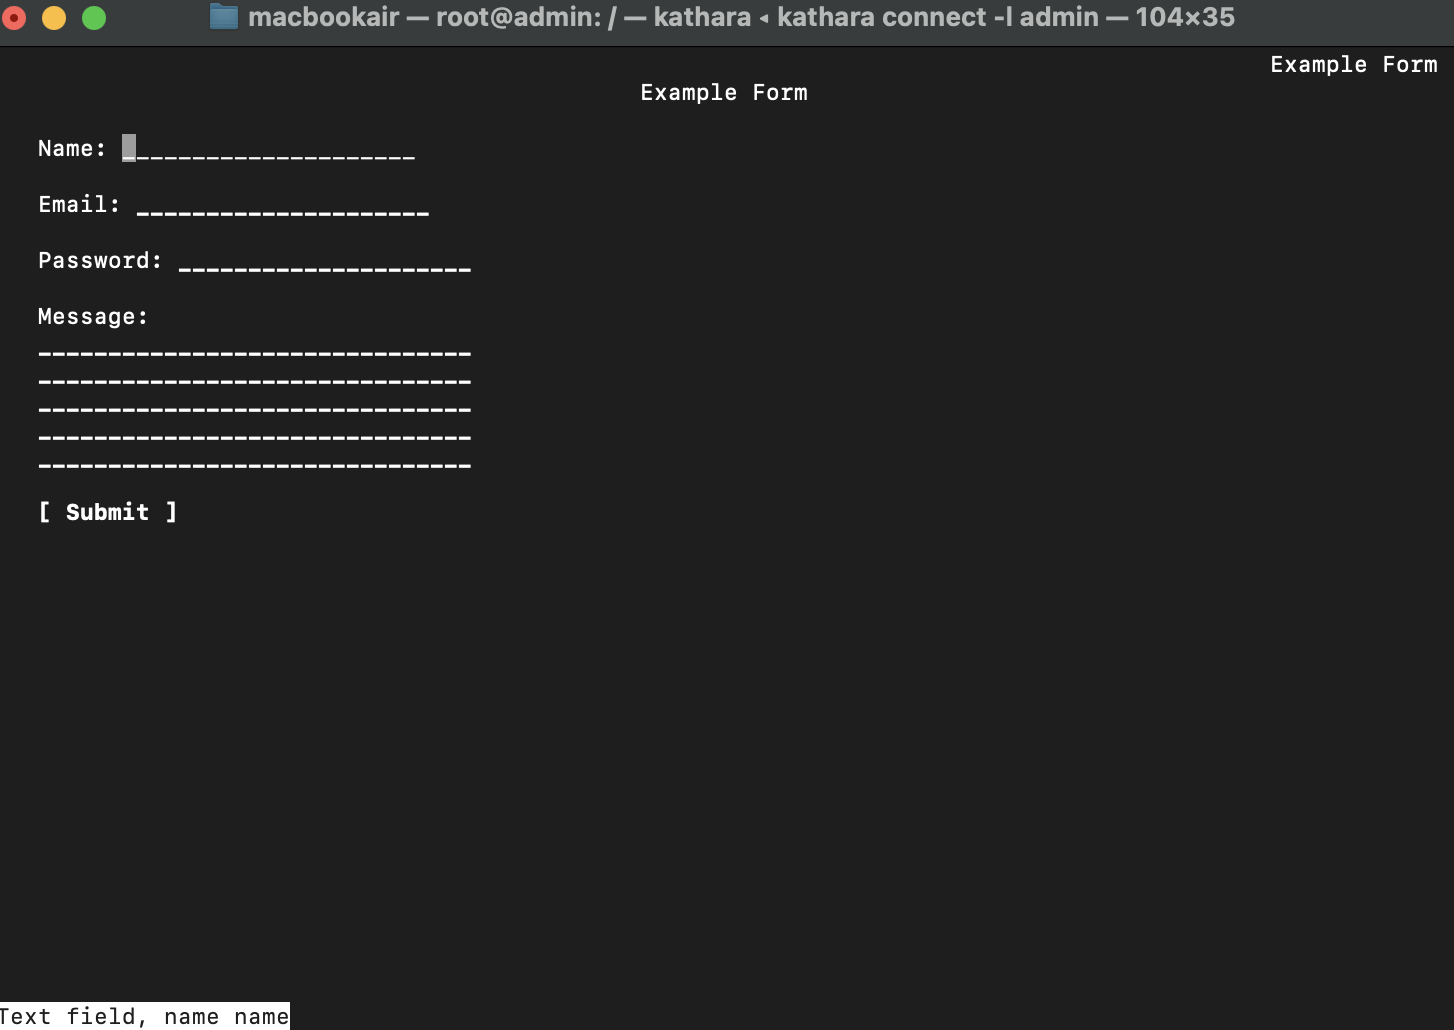 macbookair — root@admin: / — kathara ◂ kathara connect -l admin — 104×35
Example Form
Example Form
Name: _____________________
Email: _____________________
Password: _____________________
Message:
_______________________________
_______________________________
_______________________________
_______________________________
_______________________________
[ Submit ]
Text field, name name